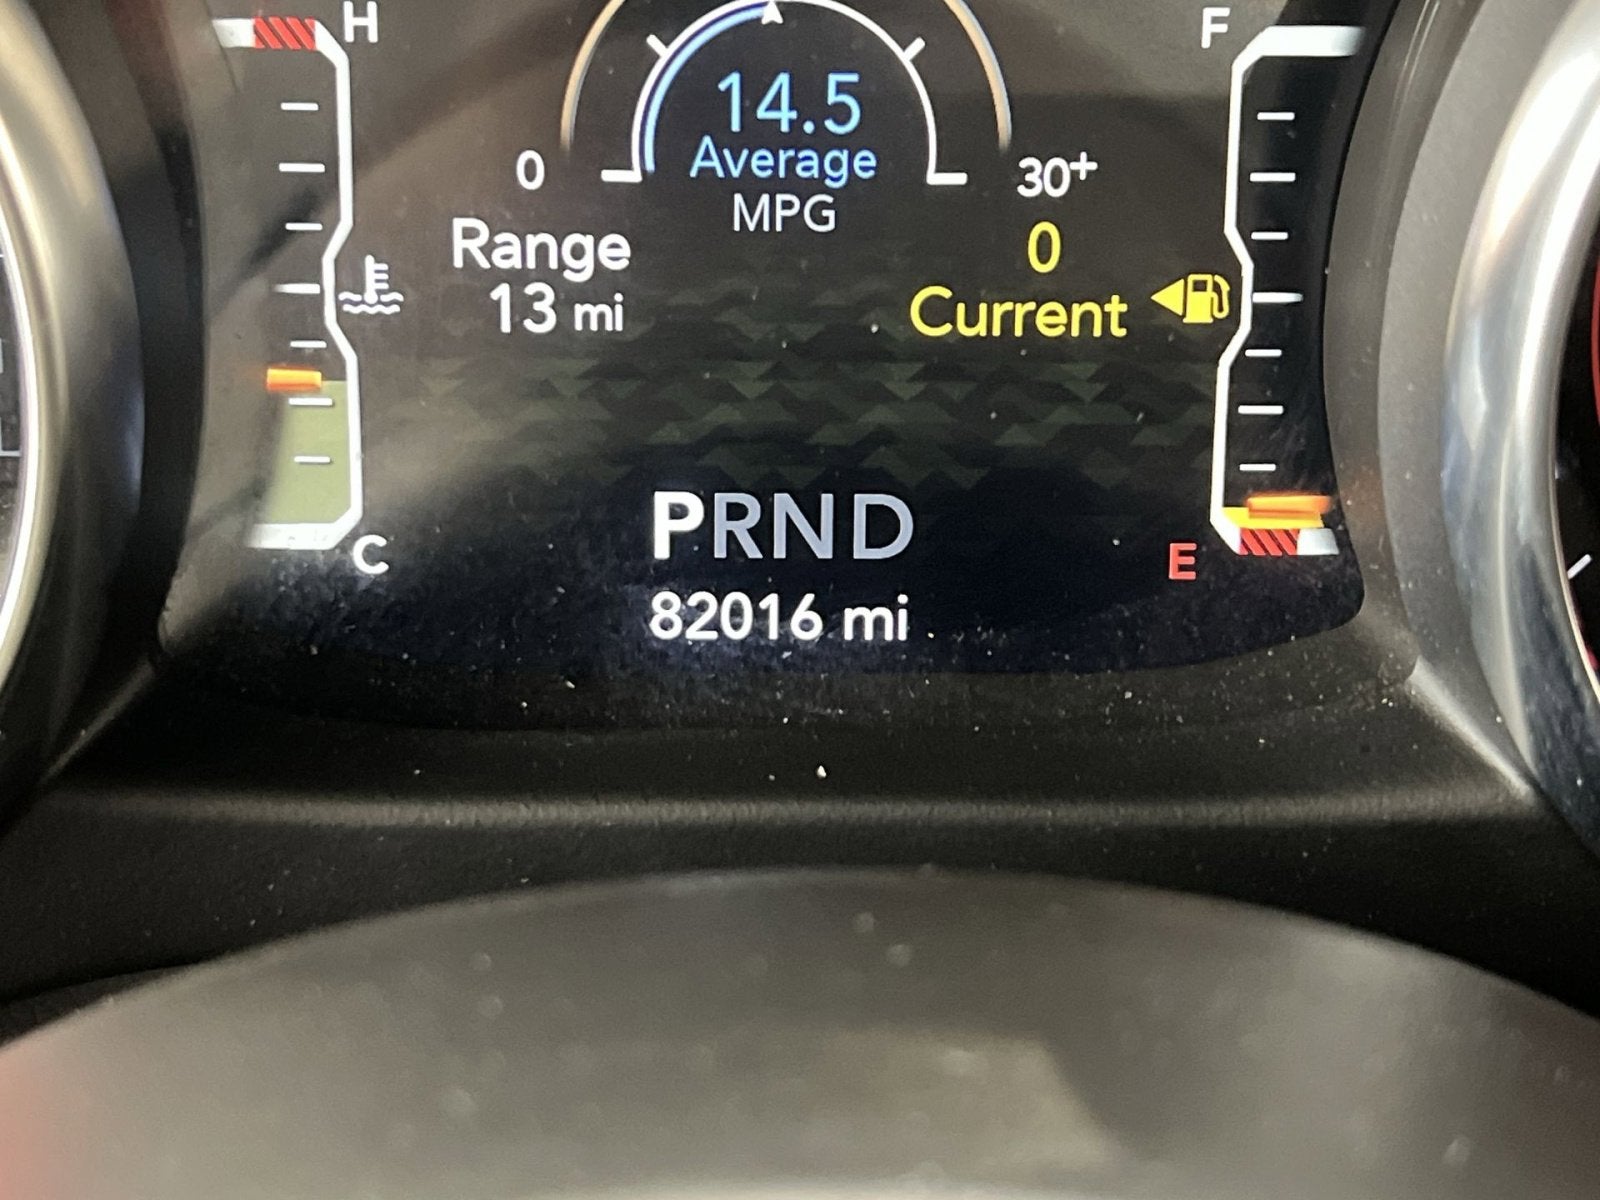 H
F
14.5
Average
MPG
0
30+
Range
13 mi
0
Current
PRND
C
E
82016 mi